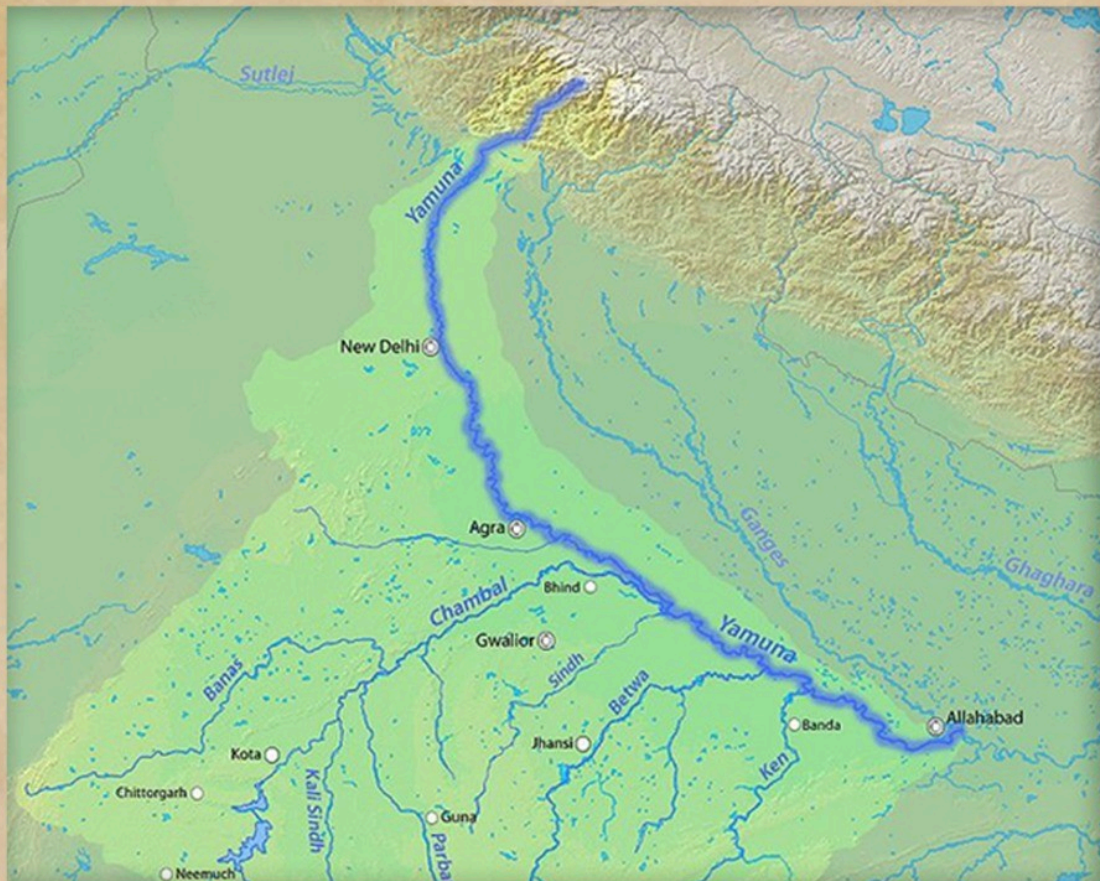 Sutlej
Yamuna
New Delhi
Agra
Ganges
Ghaghara
Chambal
Bhind
Gwalior
Yamuna
Sindh
Banas
Betwa
Allahabad
Banda
Jhansi
Kota
Ken
Chittorgarh
Kali Sindh
Guna
Parba
Neemuch